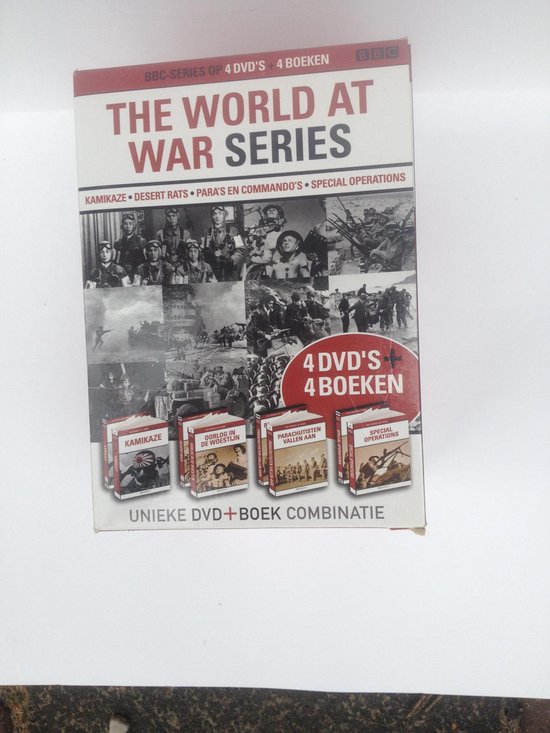 BBC-SERIES OP 4 DVD'S + 4 BOEKEN
BBC
THE WORLD AT
WAR SERIES
KAMIKAZE • DESERT RATS • PARA'S EN COMMANDO'S • SPECIAL OPERATIONS
4 DVD'S +
4 BOEKEN
KAMIKAZE
OORLOG IN
DE WOESTIJN
PARACHUTISTEN
VALLEN AAN
SPECIAL
OPERATIONS
UNIEKE DVD+BOEK COMBINATIE